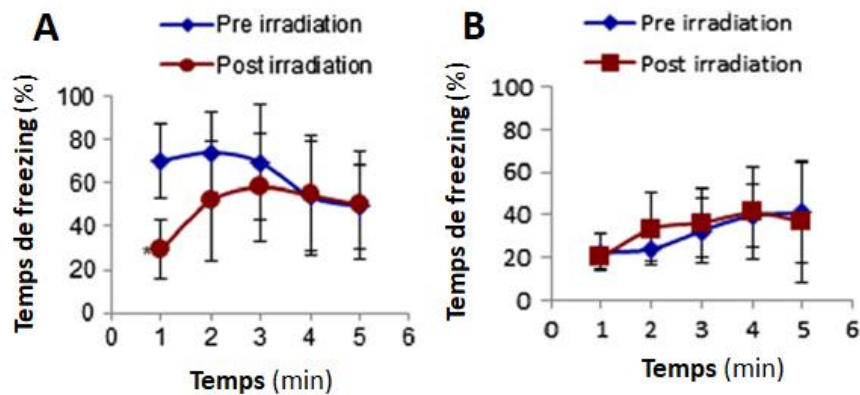 A
Pre irradiation
Post irradiation
Temps de freezing (%)
100
80
60
40
20
0
0 1 2 3 4 5 6
*
Temps (min)
B
Pre irradiation
Post irradiation
Temps de freezing (%)
100
80
60
40
20
0
0 1 2 3 4 5 6
Temps (min)